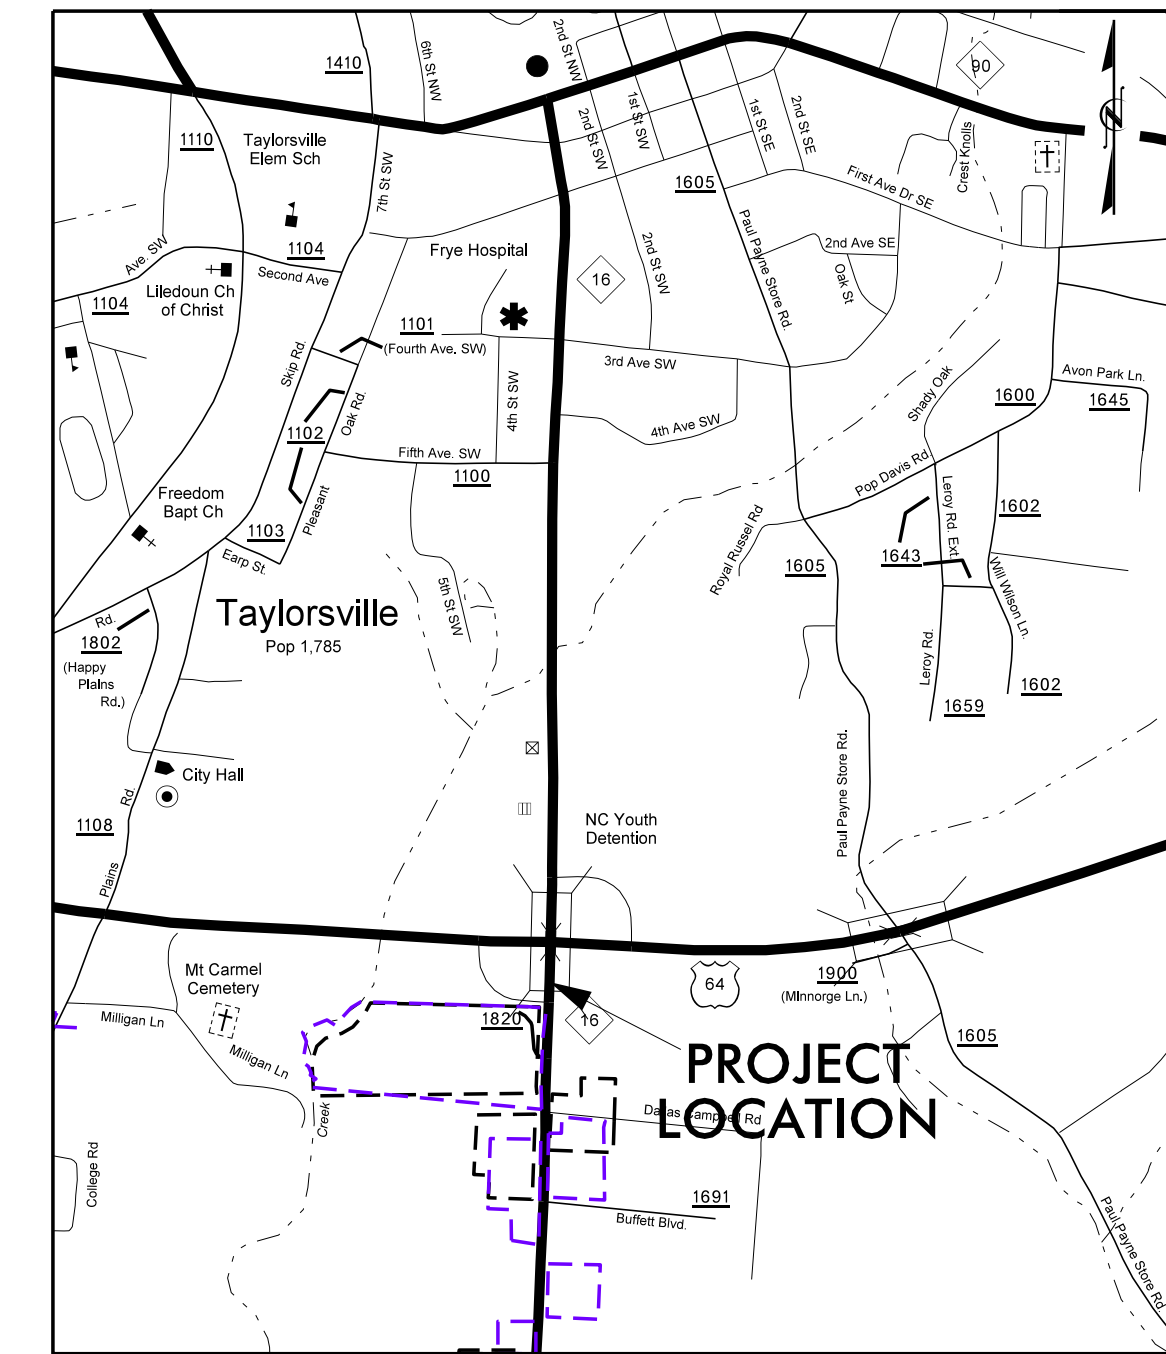 2nd St NW
6th St NW
1410
90
1110
Taylorsville
Elem Sch
2nd St SW
1st St SW
1st St SE
2nd St SE
Crest Knolls
N
7th St SW
1605
First Ave Dr SE
Paul Payne Store Rd.
2nd Ave SE
Oak St
Ave. SW
1104
Second Ave
Frye Hospital
16
2nd St SW
Liledoun Ch
of Christ
1104
1101
(Fourth Ave. SW)
3rd Ave SW
Skip Rd.
Oak Rd.
4th St SW
4th Ave SW
Shady Oak
1600
Avon Park Ln.
1645
1102
Fifth Ave. SW
1100
Pop Davis Rd.
Freedom
Bapt Ch
Pleasant
1103
Earp St.
Royal Russel Rd
Leroy Rd. Ext.
1602
1605
1643
Will Wilson Ln.
5th St SW
Taylorsville
Pop 1,785
Rd.
1802
(Happy
Plains
Rd.)
Leroy Rd.
1602
1659
Paul Payne Store Rd.
City Hall
Rd.
1108
Plains
NC Youth
Detention
Mt Carmel
Cemetery
64
1900
(Minnorge Ln.)
Milligan Ln
1820
16
1605
Milligan Ln
PROJECT
LOCATION
Dallas Campbell Rd
Creek
College Rd
1691
Buffett Blvd.
Paul Payne Store Rd.